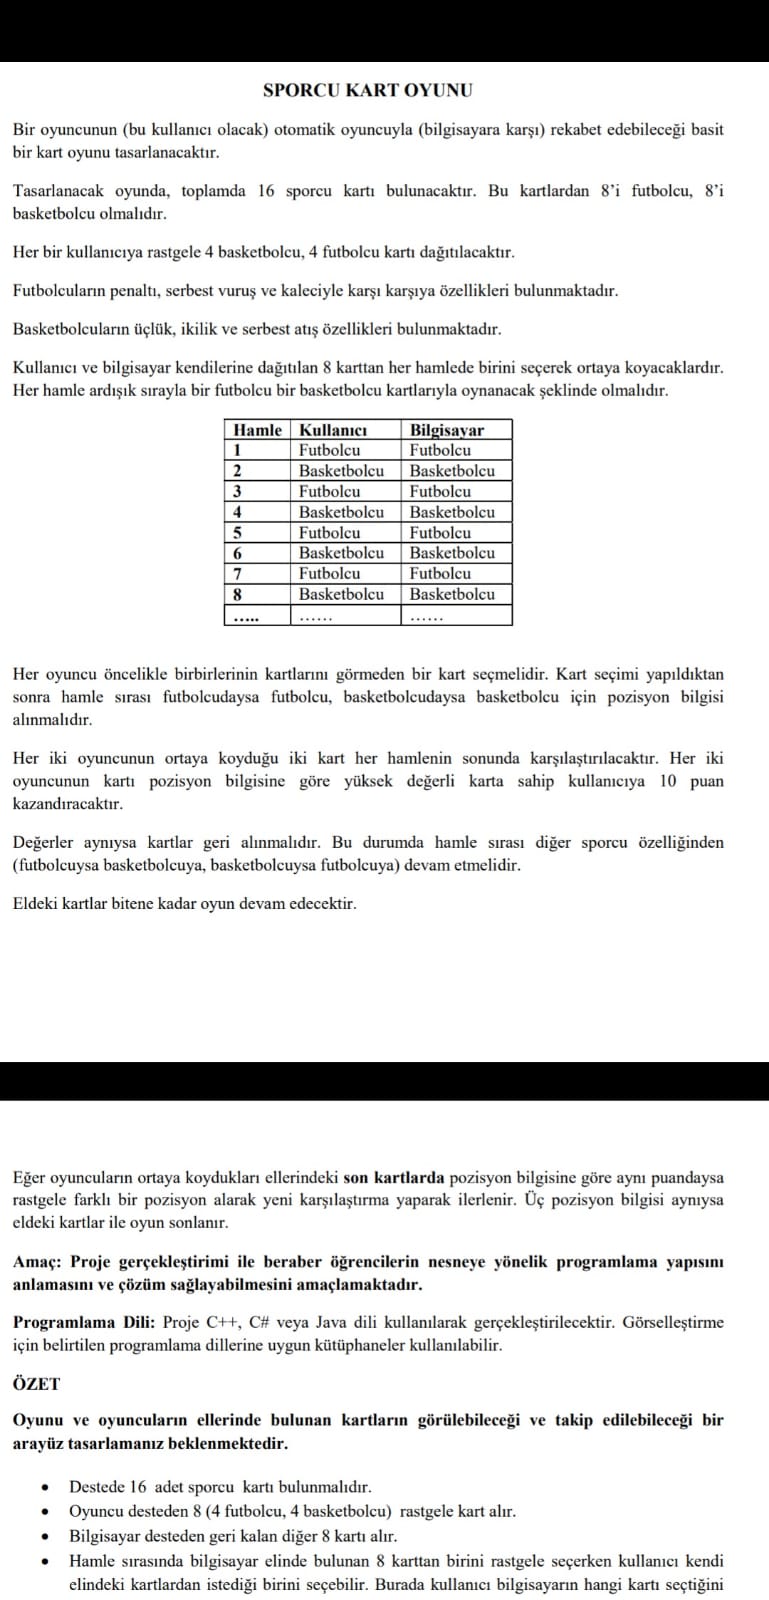 SPORCU KART OYUNU
Bir oyuncunun (bu kullanıcı olacak) otomatik oyuncuyla (bilgisayara karşı) rekabet edebileceği basit
bir kart oyunu tasarlanacaktır.
Tasarlanacak oyunda, toplamda 16 sporcu kartı bulunacaktır. Bu kartlardan 8’i futbolcu, 8’i
basketbolcu olmalıdır.
Her bir kullanıcıya rastgele 4 basketbolcu, 4 futbolcu kartı dağıtılacaktır.
Futbolcuların penaltı, serbest vuruş ve kaleciyle karşı karşıya özellikleri bulunmaktadır.
Basketbolcuların üçlük, ikilik ve serbest atış özellikleri bulunmaktadır.
Kullanıcı ve bilgisayar kendilerine dağıtılan 8 karttan her hamlede birini seçerek ortaya koyacaklardır.
Her hamle ardışık sırayla bir futbolcu bir basketbolcu kartlarıyla oynanacak şeklinde olmalıdır.
Hamle Kullanıcı Bilgisayar
1 Futbolcu Futbolcu
2 Basketbolcu Basketbolcu
3 Futbolcu Futbolcu
4 Basketbolcu Basketbolcu
5 Futbolcu Futbolcu
6 Basketbolcu Basketbolcu
7 Futbolcu Futbolcu
8 Basketbolcu Basketbolcu
..... ...... ......
Her oyuncu öncelikle birbirlerinin kartlarını görmeden bir kart seçmelidir. Kart seçimi yapıldıktan
sonra hamle sırası futbolcudaysa futbolcu, basketbolcudaysa basketbolcu için pozisyon bilgisi
alınmalıdır.
Her iki oyuncunun ortaya koyduğu iki kart her hamlenin sonunda karşılaştırılacaktır. Her iki
oyuncunun kartı pozisyon bilgisine göre yüksek değerli karta sahip kullanıcıya 10 puan
kazandıracaktır.
Değerler aynıysa kartlar geri alınmalıdır. Bu durumda hamle sırası diğer sporcu özelliğinden
(futbolcuysa basketbolcuya, basketbolcuysa futbolcuya) devam etmelidir.
Eldeki kartlar bitene kadar oyun devam edecektir.
Eğer oyuncuların ortaya koydukları ellerindeki son kartlarda pozisyon bilgisine göre aynı puandaysa
rastgele farklı bir pozisyon alarak yeni karşılaştırma yaparak ilerlenir. Üç pozisyon bilgisi aynıysa
eldeki kartlar ile oyun sonlanır.
Amaç: Proje gerçekleştirimi ile beraber öğrencilerin nesneye yönelik programlama yapısını
anlamasını ve çözüm sağlayabilmesini amaçlamaktadır.
Programlama Dili: Proje C++, C# veya Java dili kullanılarak gerçekleştirilecektir. Görselleştirme
için belirtilen programlama dillerine uygun kütüphaneler kullanılabilir.
ÖZET
Oyunu ve oyuncuların ellerinde bulunan kartların görülebileceği ve takip edilebileceği bir
arayüz tasarlamanız beklenmektedir.
• Destede 16 adet sporcu kartı bulunmalıdır.
• Oyuncu desteden 8 (4 futbolcu, 4 basketbolcu) rastgele kart alır.
• Bilgisayar desteden geri kalan diğer 8 kartı alır.
• Hamle sırasında bilgisayar elinde bulunan 8 karttan birini rastgele seçerken kullanıcı kendi
elindeki kartlardan istediği birini seçebilir. Burada kullanıcı bilgisayarın hangi kartı seçtiğini